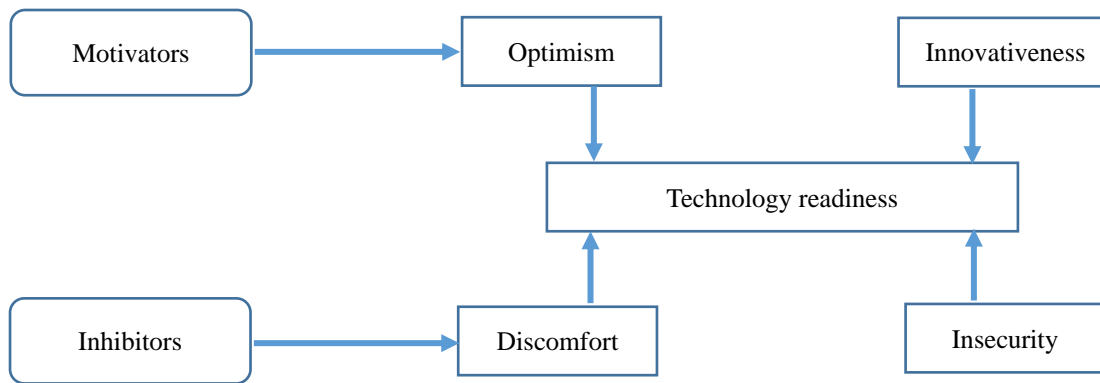 Motivators
Optimism
Innovativeness
Technology readiness
Inhibitors
Discomfort
Insecurity